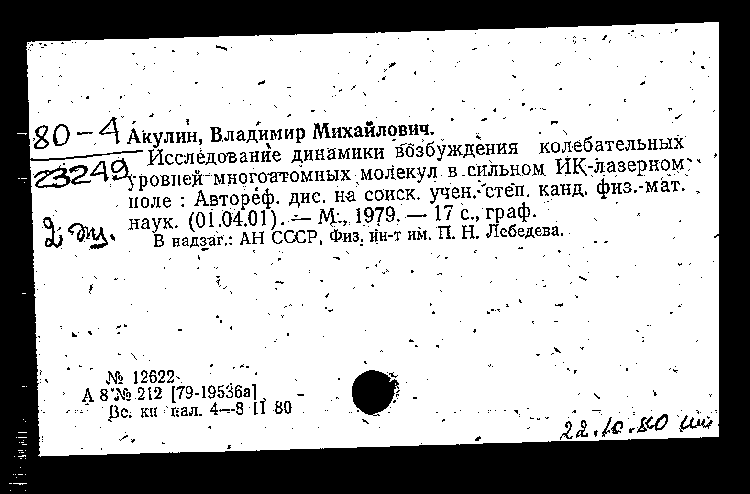 80-4
23249
2 экз.
Акулин, Владимир Михайлович.
Исследование динамики возбуждения колебательных
уровней многоатомных молекул в сильном ИК-лазерном
поле : Автореф. дис. на соиск. учен. степ. канд. физ.-мат.
наук. (01.04.01). — М., 1979. — 17 с., граф.
В надзаг.: АН СССР, Физ. ин-т им. П. Н. Лебедева.
№ 12622
А 8 № 212 [79-19536а]
Вс. кн пал. 4—8 II 80
22.10.80